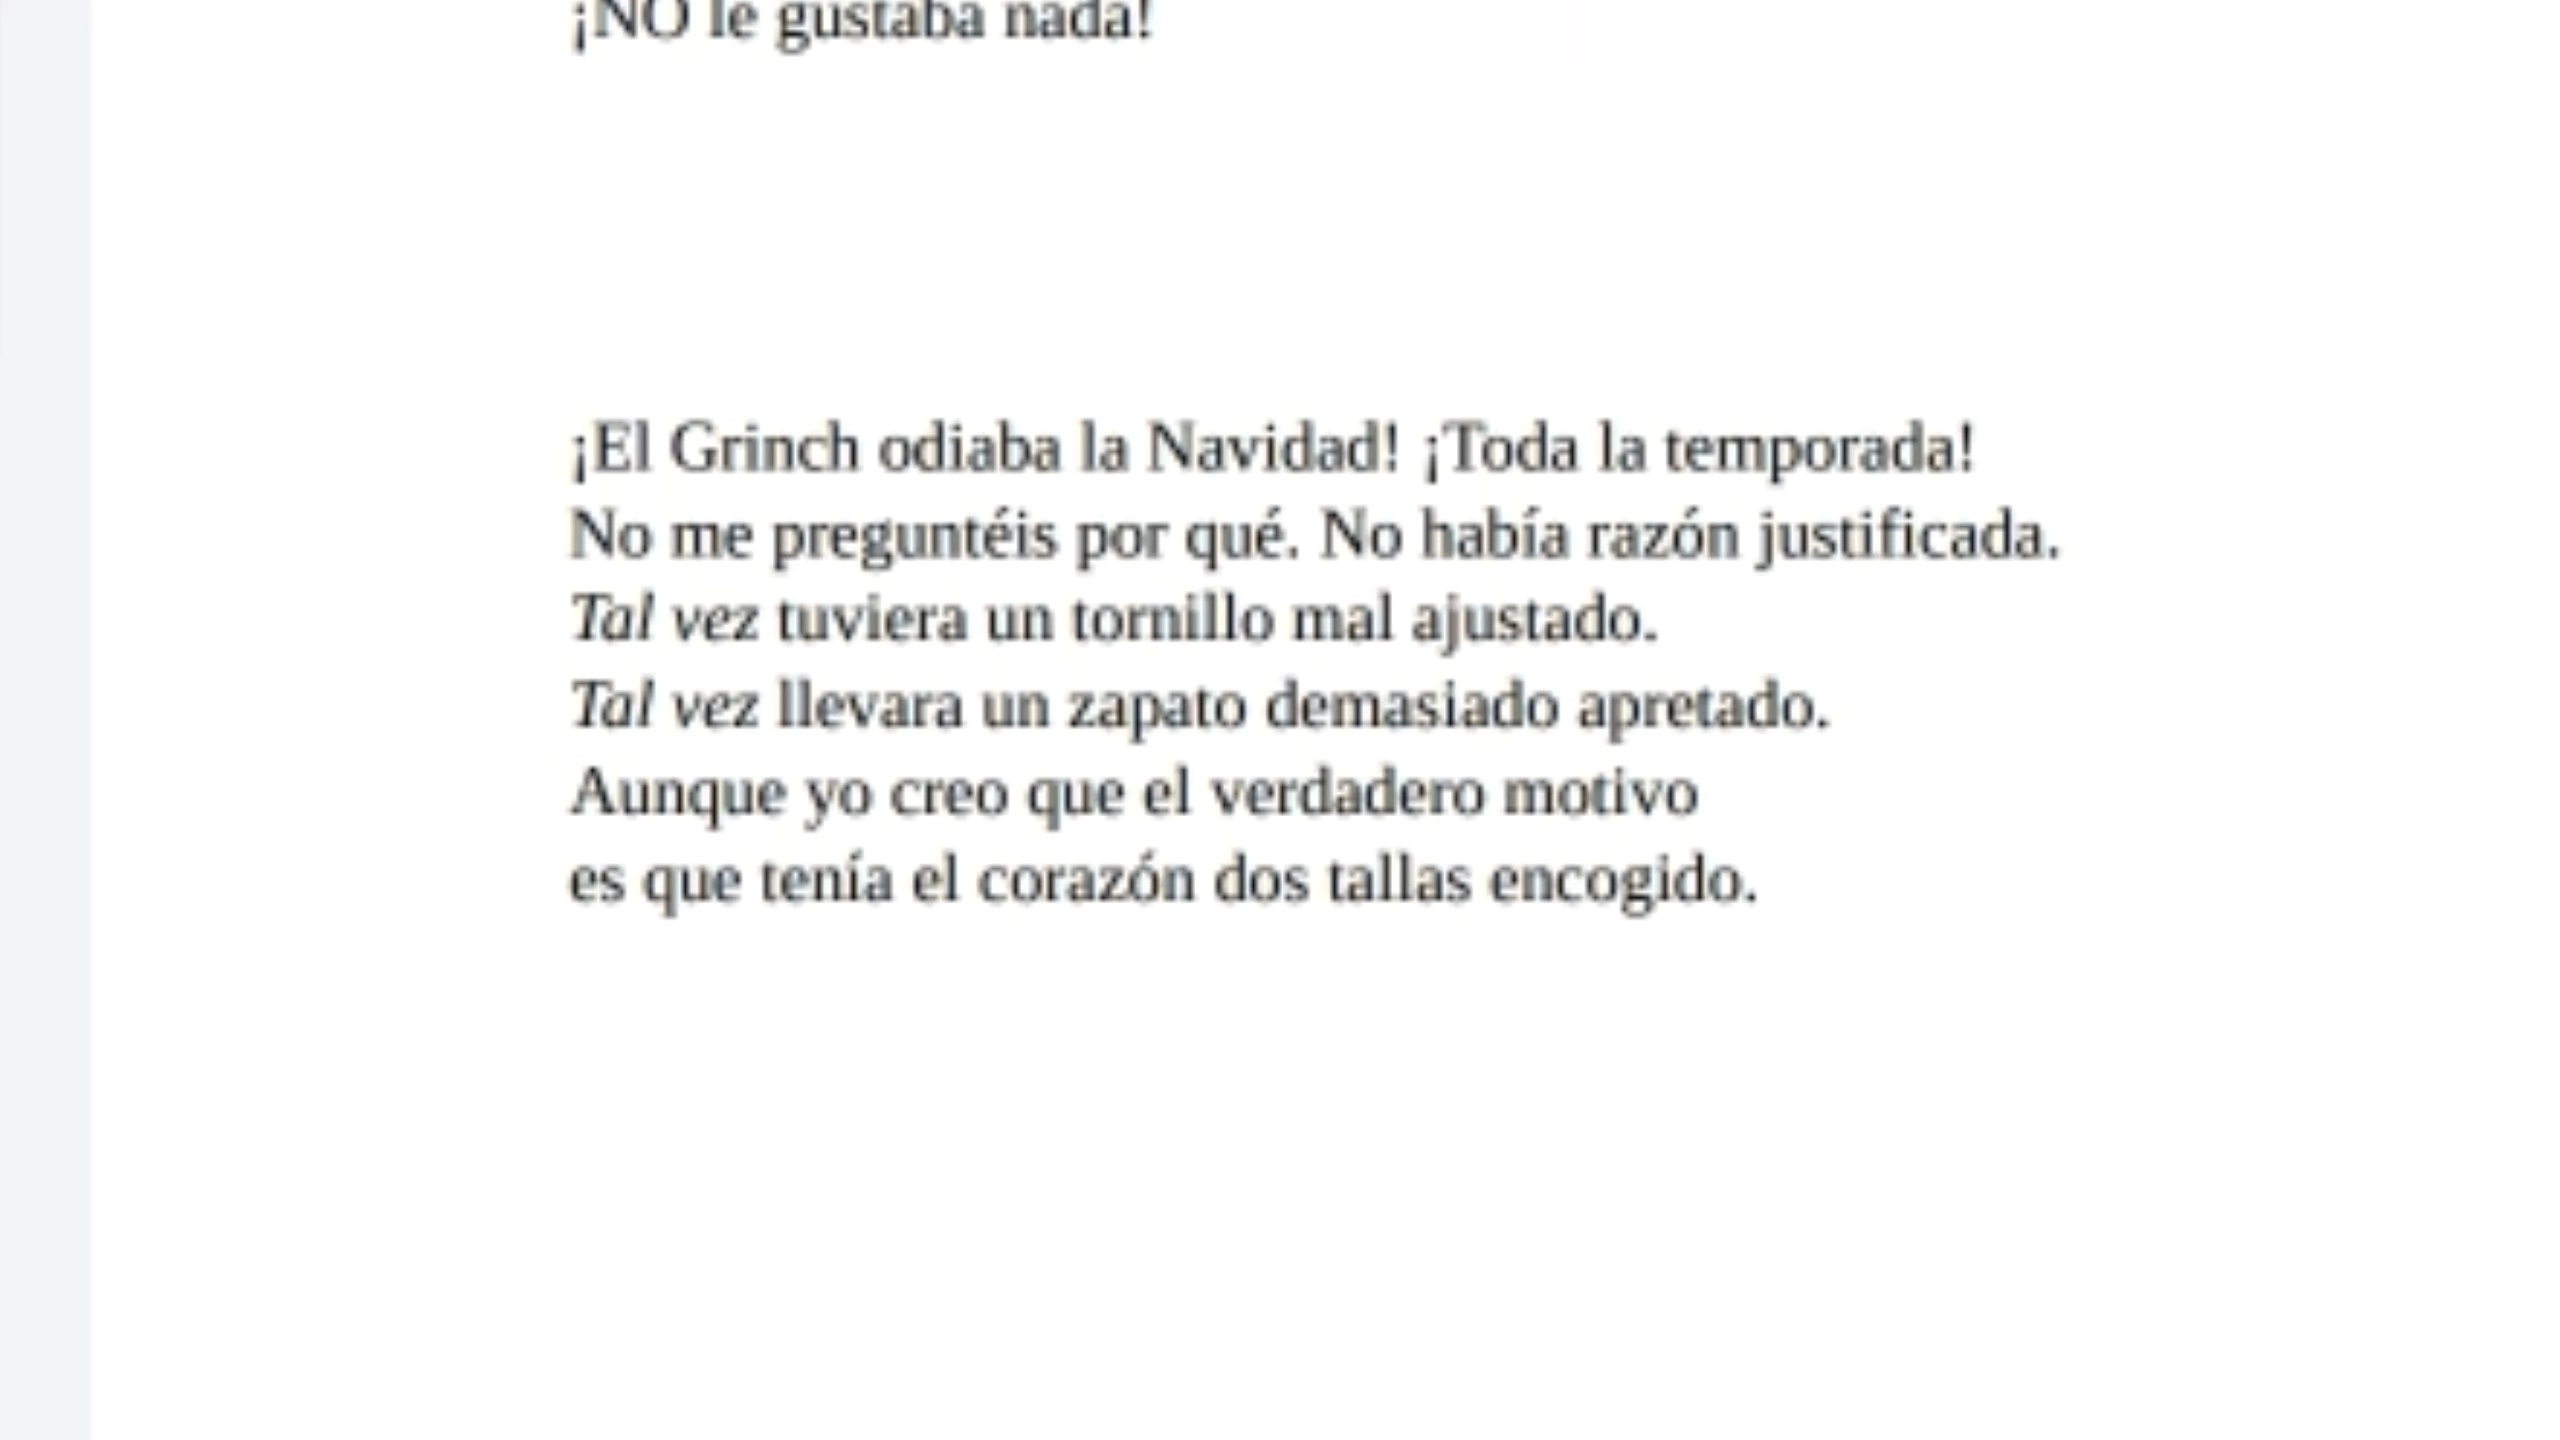 ¡NO le gustaba nada!
¡El Grinch odiaba la Navidad! ¡Toda la temporada!
No me preguntéis por qué. No había razón justificada.
Tal vez tuviera un tornillo mal ajustado.
Tal vez llevara un zapato demasiado apretado.
Aunque yo creo que el verdadero motivo
es que tenía el corazón dos tallas encogido.